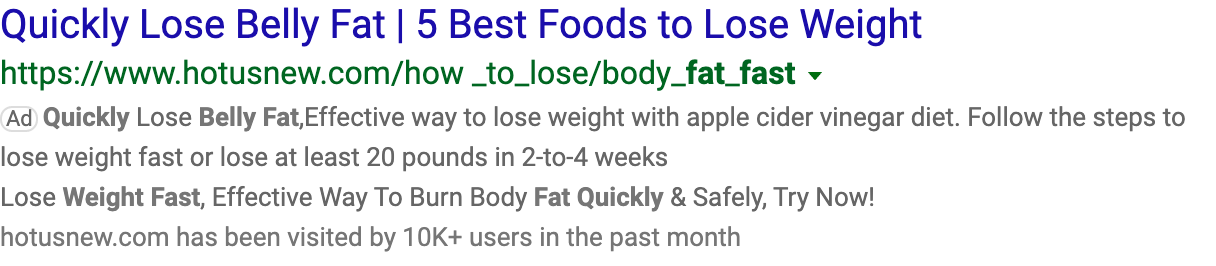 Quickly Lose Belly Fat | 5 Best Foods to Lose Weight
https://www.hotusnew.com/how _to_lose/body_fat_fast
Ad Quickly Lose Belly Fat,Effective way to lose weight with apple cider vinegar diet. Follow the steps to
lose weight fast or lose at least 20 pounds in 2-to-4 weeks
Lose Weight Fast, Effective Way To Burn Body Fat Quickly & Safely, Try Now!
hotusnew.com has been visited by 10K+ users in the past month